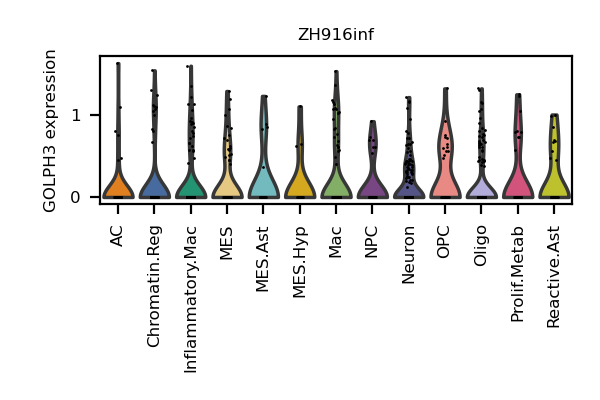 ZH916inf
GOLPH3 expression
1
0
AC
Chromatin.Reg
Inflammatory.Mac
MES
MES.Ast
MES.Hyp
Mac
NPC
Neuron
OPC
Oligo
Prolif.Metab
Reactive.Ast